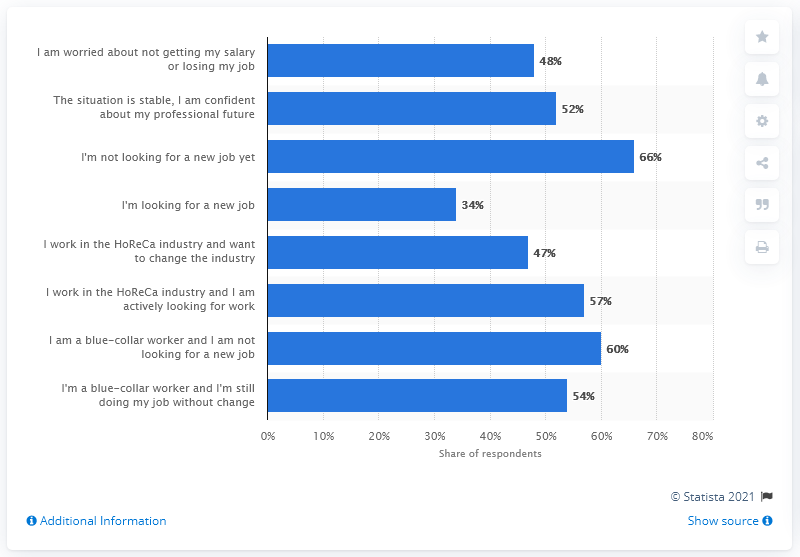 I am worried about not getting my salary
or losing my job
48%
The situation is stable, I am confident
about my professional future
52%
I'm not looking for a new job yet
66%
I'm looking for a new job
34%
I work in the HoReCa industry and want
to change the industry
47%
I work in the HoReCa industry and I am
actively looking for work
57%
I am a blue-collar worker and I am not
looking for a new job
60%
I'm a blue-collar worker and I'm still
doing my job without change
54%
0% 10% 20% 30% 40% 50% 60% 70% 80%
Share of respondents
© Statista 2021
Additional Information
Show source